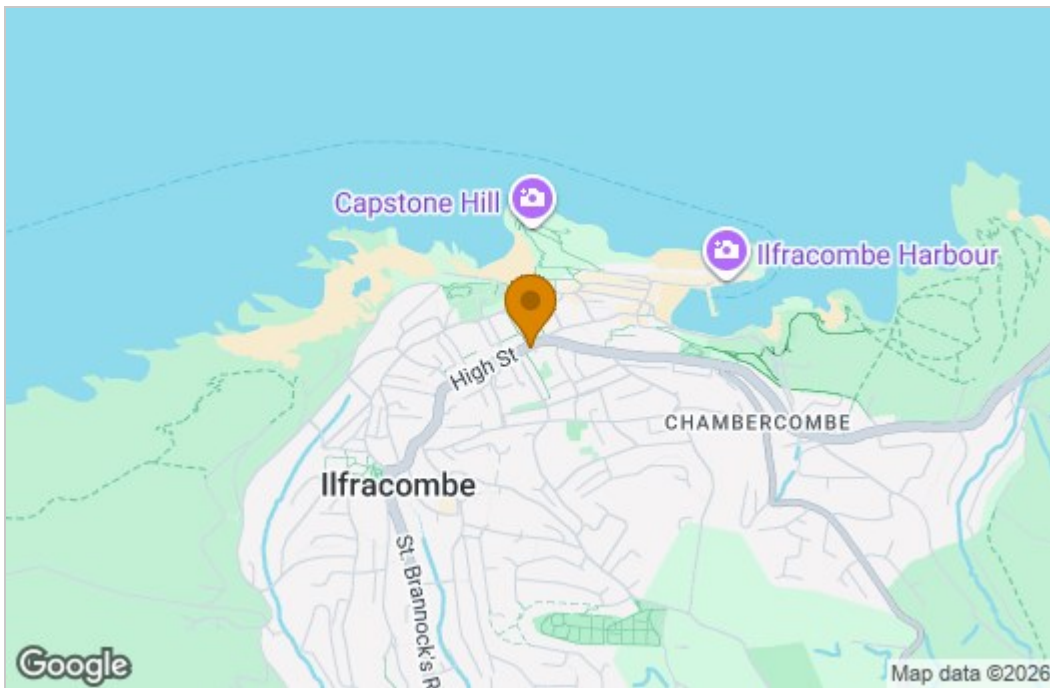 Capstone Hill
Ilfracombe Harbour
High St
CHAMBERCOMBE
Ilfracombe
St. Brannock's R
Google
Map data ©2026